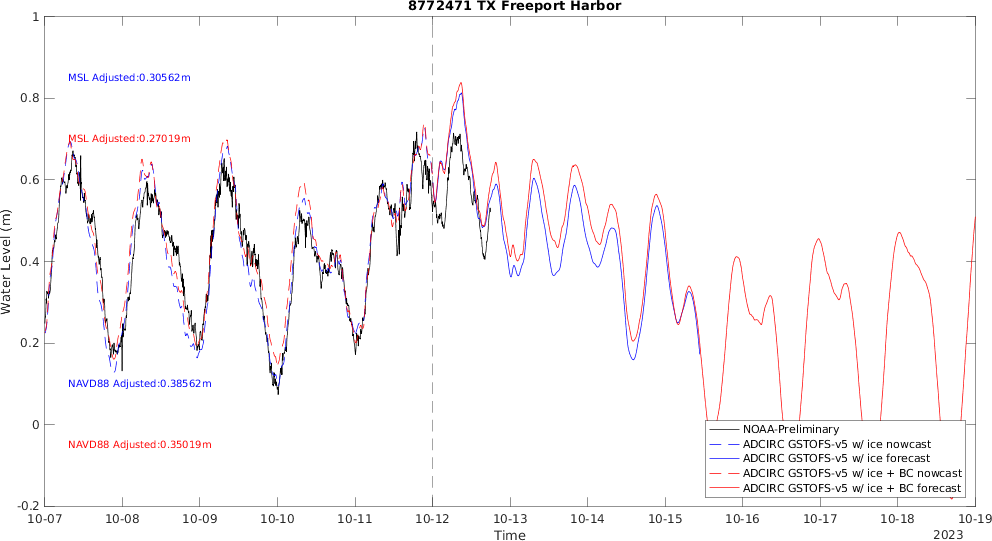 8772471 TX Freeport Harbor
1
0.8
0.6
0.4
0.2
0
-0.2
Water Level (m)
MSL Adjusted:0.30562m
MSL Adjusted:0.27019m
NAVD88 Adjusted:0.38562m
NAVD88 Adjusted:0.35019m
NOAA-Preliminary
ADCIRC GSTOFS-v5 w/ ice nowcast
ADCIRC GSTOFS-v5 w/ ice forecast
ADCIRC GSTOFS-v5 w/ ice + BC nowcast
ADCIRC GSTOFS-v5 w/ ice + BC forecast
10-07 10-08 10-09 10-10 10-11 10-12 10-13 10-14 10-15 10-16 10-17 10-18 10-19
Time
2023